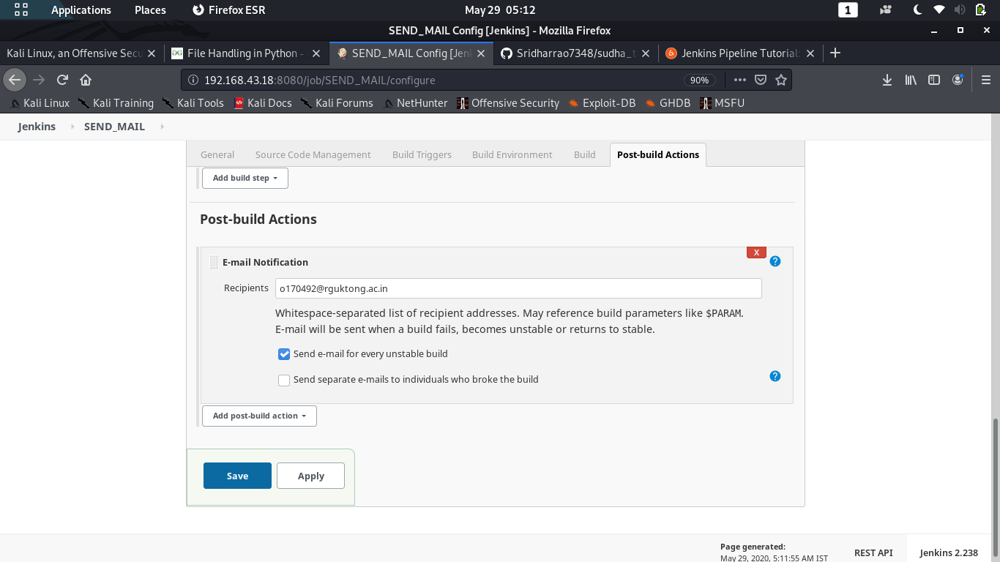 Applications Places Firefox ESR May 29 05:12 1
SEND_MAIL Config [Jenkins] - Mozilla Firefox
Kali Linux, an Offensive Secu File Handling in Python - SEND_MAIL Config [Jenk Sridharrao7348/sudha_t Jenkins Pipeline Tutorial:
192.168.43.18:8080/job/SEND_MAIL/configure 90%
Kali Linux Kali Training Kali Tools Kali Docs Kali Forums NetHunter Offensive Security Exploit-DB GHDB MSFU
Jenkins SEND_MAIL
General Source Code Management Build Triggers Build Environment Build Post-build Actions
Add build step
Post-build Actions
X
E-mail Notification ?
Recipients o170492@rguktong.ac.in
Whitespace-separated list of recipient addresses. May reference build parameters like $PARAM.
E-mail will be sent when a build fails, becomes unstable or returns to stable.
Send e-mail for every unstable build
Send separate e-mails to individuals who broke the build ?
Add post-build action
Save Apply
Page generated:
May 29, 2020, 5:11:55 AM IST REST API Jenkins 2.238